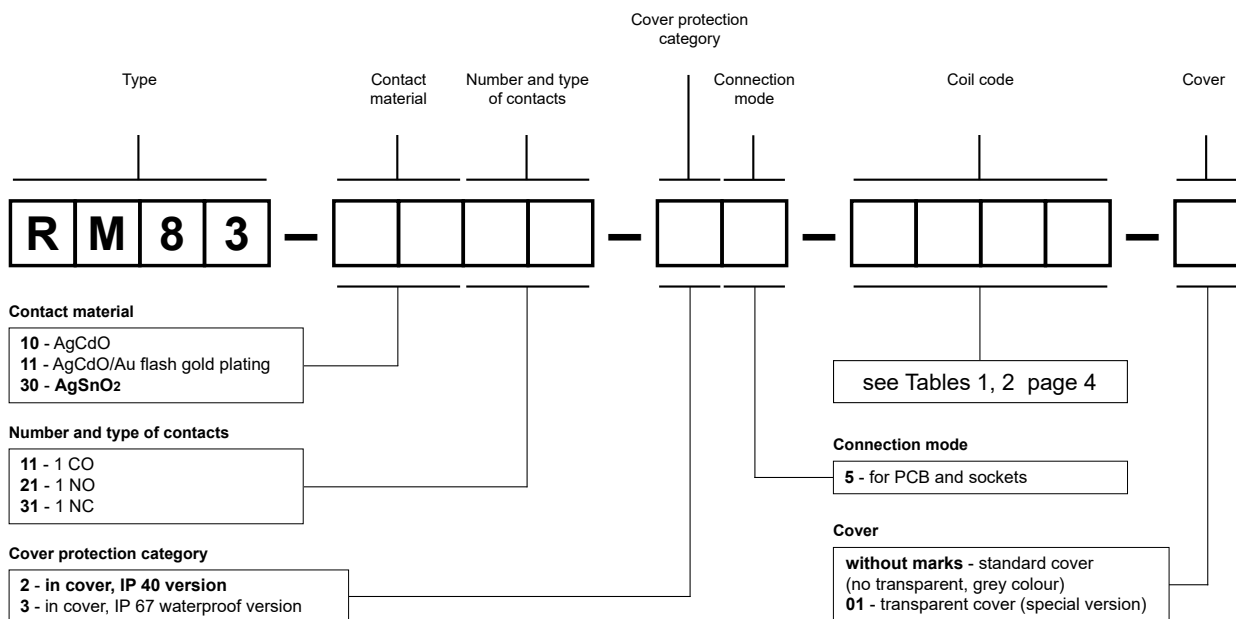 Cover protection
category
Type
Contact
material
Number and type
of contacts
Connection
mode
Coil code
Cover
R M 8 3 – – – –
Contact material
10 - AgCdO
11 - AgCdO/Au flash gold plating
30 - AgSnO2
see Tables 1, 2 page 4
Number and type of contacts
11 - 1 CO
21 - 1 NO
31 - 1 NC
Connection mode
5 - for PCB and sockets
Cover protection category
2 - in cover, IP 40 version
3 - in cover, IP 67 waterproof version
Cover
without marks - standard cover
(no transparent, grey colour)
01 - transparent cover (special version)